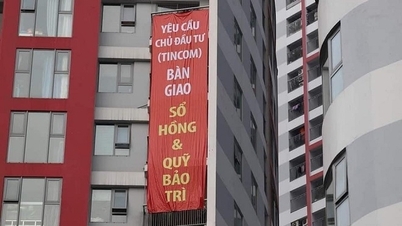 YÊU CẦU
CHỦ ĐẦU TƯ
(TINCOM)
BÀN
GIAO
SỔ
HỒNG &
QUỸ
BẢO
TRÌ